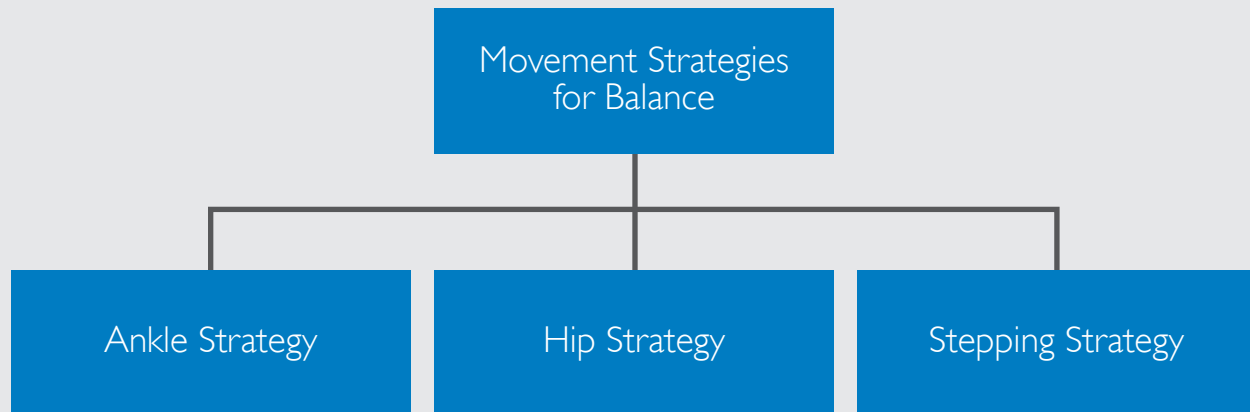 Movement Strategies
for Balance
Ankle Strategy
Hip Strategy
Stepping Strategy